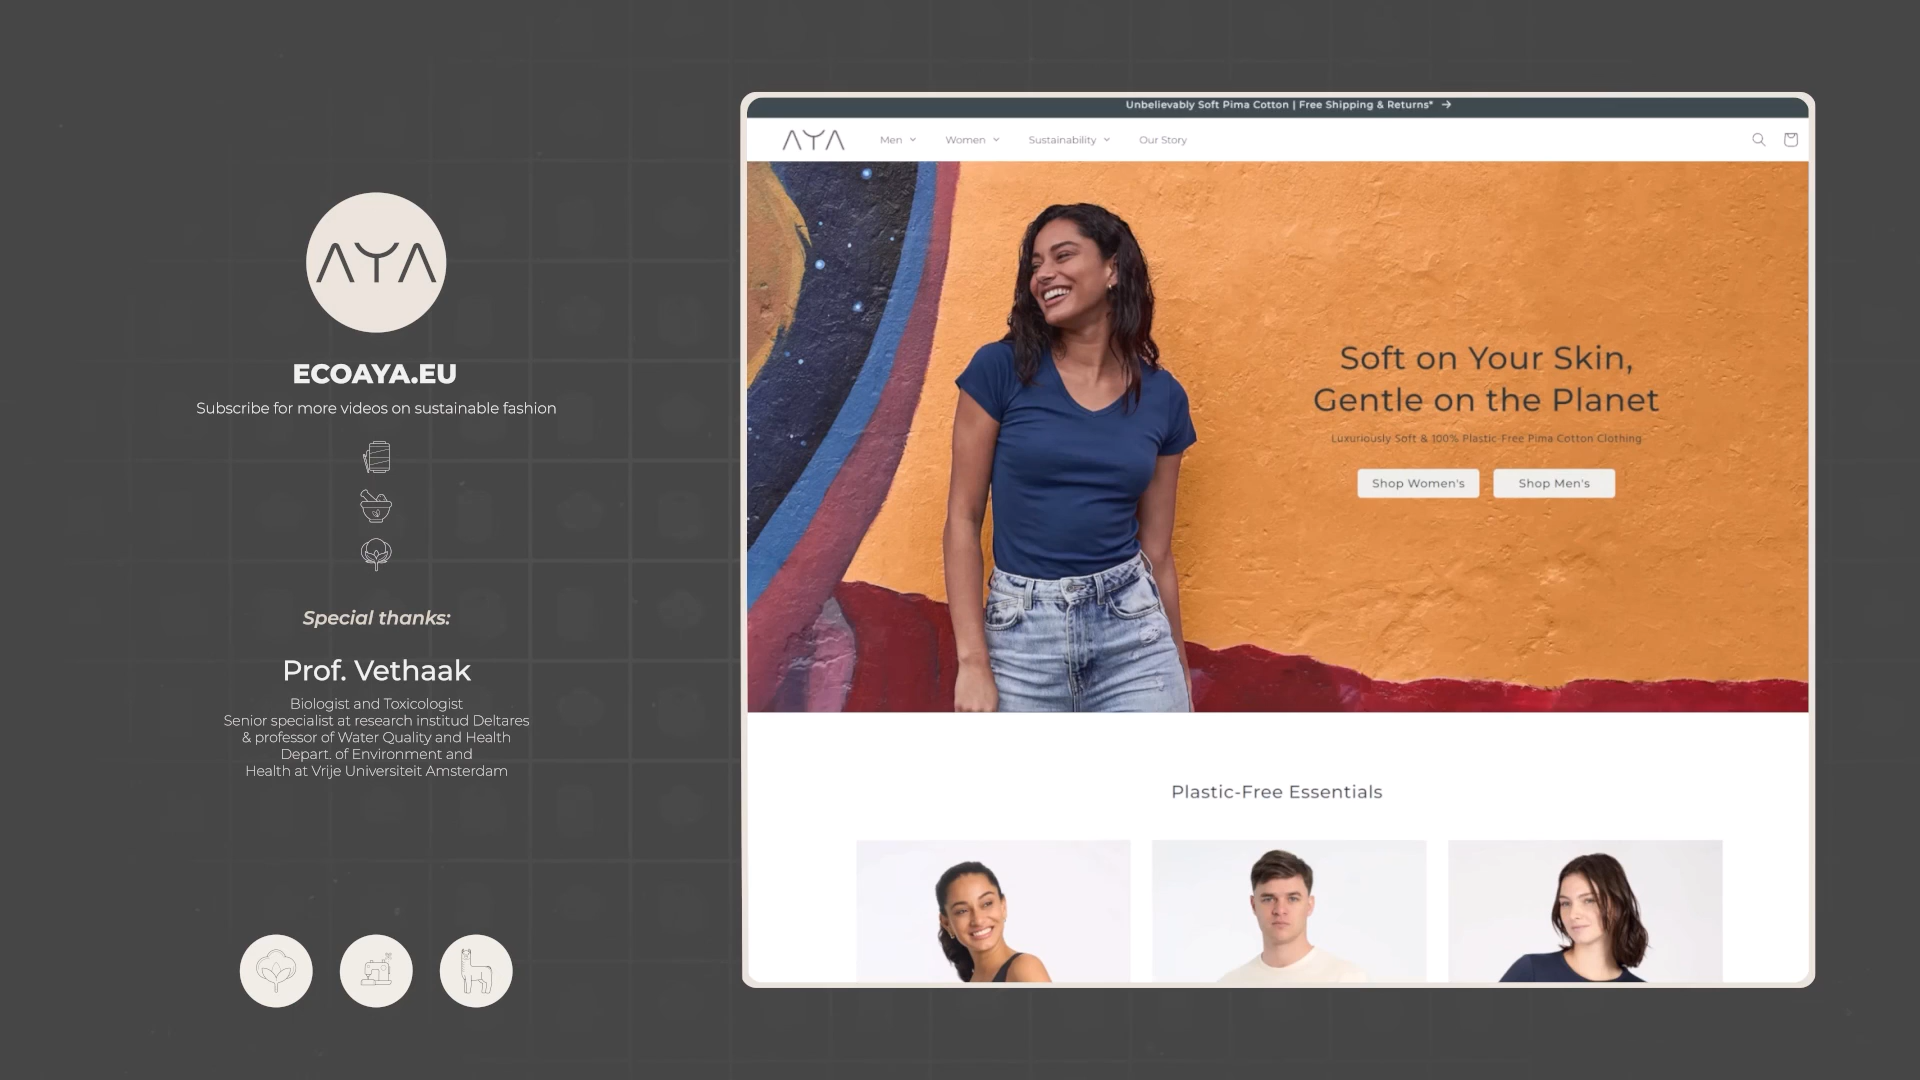 AYA
ECOAYA.EU
Subscribe for more videos on sustainable fashion
Special thanks:
Prof. Vethaak
Biologist and Toxicologist
Senior specialist at research institud Deltares
& professor of Water Quality and Health
Depart. of Environment and
Health at Vrije Universiteit Amsterdam
Unbelievably Soft Pima Cotton | Free Shipping & Returns* →
AYA Men Women Sustainability Our Story
Soft on Your Skin,
Gentle on the Planet
Luxuriously Soft & 100% Plastic-Free Pima Cotton Clothing
Shop Women's Shop Men's
Plastic-Free Essentials